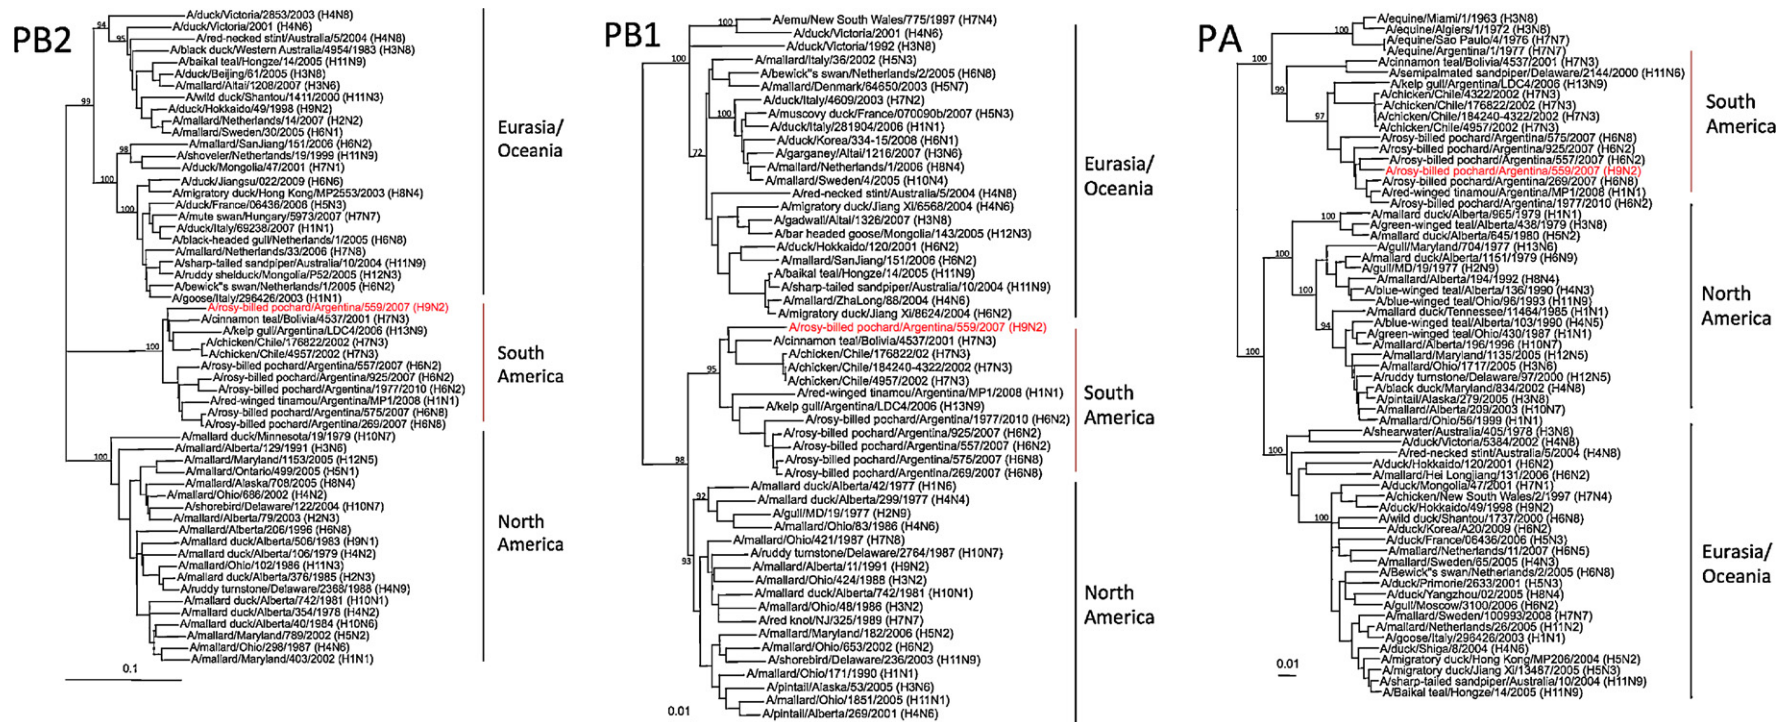 PB2
A/duck/Victoria/2853/2003 (H4N8)
A/duck/Victoria/2001 (H4N6)
A/red-necked stint/Australia/5/2004 (H4N8)
A/black duck/Western Australia/4954/1983 (H3N8)
A/baikal teal/Hongze/14/2005 (H11N9)
A/duck/Beijing/61/2005 (H3N8)
A/mallard/Altai/1208/2007 (H3N6)
A/wild duck/Shantou/1411/2000 (H11N3)
A/duck/Hokkaido/49/1998 (H9N2)
A/mallard/Netherlands/14/2007 (H2N2)
A/mallard/Sweden/30/2005 (H6N1)
A/mallard/SanJiang/151/2006 (H6N2)
A/shoveler/Netherlands/19/1999 (H11N9)
A/duck/Mongolia/47/2001 (H7N1)
A/duck/Jiangsu/022/2009 (H6N6)
A/migratory duck/Hong Kong/MP2553/2003 (H8N4)
A/duck/France/06436/2006 (H5N3)
A/mute swan/Hungary/5973/2007 (H7N7)
A/duck/Italy/69238/2007 (H1N1)
A/black-headed gull/Netherlands/1/2005 (H6N8)
A/mallard/Netherlands/33/2006 (H7N8)
A/sharp-tailed sandpiper/Australia/10/2004 (H11N9)
A/ruddy shelduck/Mongolia/P52/2005 (H12N3)
A/bewick"s swan/Netherlands/1/2005 (H6N2)
A/goose/Italy/296426/2003 (H1N1)
A/rosy-billed pochard/Argentina/559/2007 (H9N2)
A/cinnamon teal/Bolivia/4537/2001 (H7N3)
A/kelp gull/Argentina/LDC4/2006 (H13N9)
A/chicken/Chile/176822/2002 (H7N3)
A/chicken/Chile/4957/2002 (H7N3)
A/rosy-billed pochard/Argentina/557/2007 (H6N2)
A/rosy-billed pochard/Argentina/925/2007 (H6N2)
A/rosy-billed pochard/Argentina/1977/2010 (H6N2)
A/red-winged tinamou/Argentina/MP1/2008 (H1N1)
A/rosy-billed pochard/Argentina/575/2007 (H6N8)
A/rosy-billed pochard/Argentina/269/2007 (H6N8)
A/mallard duck/Minnesota/19/1979 (H10N7)
A/mallard/Alberta/129/1991 (H3N6)
A/mallard/Maryland/1153/2005 (H12N5)
A/mallard/Ontario/499/2005 (H5N1)
A/mallard/Alaska/708/2005 (H8N4)
A/mallard/Ohio/686/2002 (H4N2)
A/shorebird/Delaware/122/2004 (H10N7)
A/mallard/Alberta/79/2003 (H2N3)
A/mallard/Alberta/206/1996 (H6N8)
A/mallard duck/Alberta/506/1983 (H9N1)
A/mallard duck/Alberta/106/1979 (H4N2)
A/mallard/Ohio/102/1986 (H11N3)
A/mallard duck/Alberta/376/1985 (H2N3)
A/ruddy turnstone/Delaware/2368/1988 (H4N9)
A/mallard duck/Alberta/742/1981 (H10N1)
A/mallard duck/Alberta/354/1978 (H4N2)
A/mallard duck/Alberta/40/1984 (H10N6)
A/mallard/Maryland/789/2002 (H5N2)
A/mallard/Ohio/298/1987 (H4N6)
A/mallard/Maryland/403/2002 (H1N1)
94
95
99
98
100
100
100
100
0.1
Eurasia/
Oceania
South
America
North
America
PB1
A/emu/New South Wales/775/1997 (H7N4)
A/duck/Victoria/2001 (H4N6)
A/duck/Victoria/1992 (H3N8)
A/mallard/Italy/36/2002 (H5N3)
A/bewick"s swan/Netherlands/2/2005 (H6N8)
A/mallard/Denmark/64650/2003 (H5N7)
A/duck/Italy/4609/2003 (H7N2)
A/muscovy duck/France/070090b/2007 (H5N3)
A/duck/Italy/281904/2006 (H1N1)
A/duck/Korea/334-15/2008 (H6N1)
A/garganey/Altai/1216/2007 (H3N6)
A/mallard/Netherlands/1/2006 (H8N4)
A/mallard/Sweden/4/2005 (H10N4)
A/red-necked stint/Australia/5/2004 (H4N8)
A/migratory duck/Jiang Xi/6568/2004 (H4N6)
A/gadwall/Altai/1326/2007 (H3N8)
A/bar headed goose/Mongolia/143/2005 (H12N3)
A/duck/Hokkaido/120/2001 (H6N2)
A/mallard/SanJiang/151/2006 (H6N2)
A/baikal teal/Hongze/14/2005 (H11N9)
A/sharp-tailed sandpiper/Australia/10/2004 (H11N9)
A/mallard/ZhaLong/88/2004 (H4N6)
A/migratory duck/Jiang Xi/8624/2004 (H6N2)
A/rosy-billed pochard/Argentina/559/2007 (H9N2)
A/cinnamon teal/Bolivia/4537/2001 (H7N3)
A/chicken/Chile/176822/02 (H7N3)
A/chicken/Chile/184240-4322/2002 (H7N3)
A/chicken/Chile/4957/2002 (H7N3)
A/red-winged tinamou/Argentina/MP1/2008 (H1N1)
A/kelp gull/Argentina/LDC4/2006 (H13N9)
A/rosy-billed pochard/Argentina/1977/2010 (H6N2)
A/rosy-billed pochard/Argentina/925/2007 (H6N2)
A/rosy-billed pochard/Argentina/557/2007 (H6N2)
A/rosy-billed pochard/Argentina/575/2007 (H6N8)
A/rosy-billed pochard/Argentina/269/2007 (H6N8)
A/mallard duck/Alberta/42/1977 (H1N6)
A/mallard duck/Alberta/299/1977 (H4N4)
A/gull/MD/19/1977 (H2N9)
A/mallard/Ohio/83/1986 (H4N6)
A/mallard/Ohio/421/1987 (H7N8)
A/ruddy turnstone/Delaware/2764/1987 (H10N7)
A/mallard/Alberta/11/1991 (H9N2)
A/mallard/Ohio/424/1988 (H3N2)
A/mallard duck/Alberta/742/1981 (H10N1)
A/mallard/Ohio/48/1986 (H3N2)
A/red knot/NJ/325/1989 (H7N7)
A/mallard/Maryland/182/2006 (H5N2)
A/mallard/Ohio/653/2002 (H6N2)
A/shorebird/Delaware/236/2003 (H11N9)
A/mallard/Ohio/171/1990 (H1N1)
A/pintail/Alaska/53/2005 (H3N6)
A/mallard/Ohio/1851/2005 (H11N1)
A/pintail/Alberta/269/2001 (H4N6)
100
100
100
72
95
98
92
93
0.01
Eurasia/
Oceania
South
America
North
America
PA
A/equine/Miami/1/1963 (H3N8)
A/equine/Algiers/1/1972 (H3N8)
A/equine/Sao Paulo/4/1976 (H7N7)
A/equine/Argentina/1/1977 (H7N7)
A/cinnamon teal/Bolivia/4537/2001 (H7N3)
A/semipalmated sandpiper/Delaware/2144/2000 (H11N6)
A/kelp gull/Argentina/LDC4/2006 (H13N9)
A/chicken/Chile/4322/2002 (H7N3)
A/chicken/Chile/176822/2002 (H7N3)
A/chicken/Chile/184240-4322/2002 (H7N3)
A/chicken/Chile/4957/2002 (H7N3)
A/rosy-billed pochard/Argentina/575/2007 (H6N8)
A/rosy-billed pochard/Argentina/925/2007 (H6N2)
A/rosy-billed pochard/Argentina/557/2007 (H6N2)
A/rosy-billed pochard/Argentina/559/2007 (H9N2)
A/rosy-billed pochard/Argentina/269/2007 (H6N8)
A/red-winged tinamou/Argentina/MP1/2008 (H1N1)
A/rosy-billed pochard/Argentina/1977/2010 (H6N2)
A/mallard duck/Alberta/965/1979 (H1N1)
A/green-winged teal/Alberta/438/1979 (H3N8)
A/mallard duck/Alberta/645/1980 (H5N2)
A/gull/Maryland/704/1977 (H13N6)
A/mallard duck/Alberta/1151/1979 (H6N9)
A/gull/MD/19/1977 (H2N9)
A/mallard/Alberta/194/1992 (H8N4)
A/blue-winged teal/Alberta/136/1990 (H4N3)
A/blue-winged teal/Ohio/96/1993 (H11N9)
A/mallard duck/Tennessee/11464/1985 (H1N1)
A/blue-winged teal/Alberta/103/1990 (H4N5)
A/green-winged teal/Ohio/430/1987 (H1N1)
A/mallard/Alberta/196/1996 (H10N7)
A/mallard/Maryland/1135/2005 (H12N5)
A/mallard/Ohio/1717/2005 (H3N6)
A/ruddy turnstone/Delaware/97/2000 (H12N5)
A/black duck/Maryland/834/2002 (H4N8)
A/pintail/Alaska/279/2005 (H3N8)
A/mallard/Alberta/209/2003 (H10N7)
A/mallard/Ohio/56/1999 (H1N1)
A/shearwater/Australia/405/1978 (H3N8)
A/duck/Victoria/5384/2002 (H4N8)
A/red-necked stint/Australia/5/2004 (H4N8)
A/duck/Hokkaido/120/2001 (H6N2)
A/mallard/Hei Longjiang/131/2006 (H6N2)
A/duck/Mongolia/47/2001 (H7N1)
A/chicken/New South Wales/2/1997 (H7N4)
A/duck/Hokkaido/49/1998 (H9N2)
A/wild duck/Shantou/1737/2000 (H6N8)
A/duck/Korea/A20/2009 (H6N2)
A/duck/France/06436/2006 (H5N3)
A/mallard/Netherlands/11/2007 (H6N5)
A/mallard/Sweden/65/2005 (H4N3)
A/Bewick"s swan/Netherlands/2/2005 (H6N8)
A/duck/Primorie/2633/2001 (H5N3)
A/duck/Yangzhou/02/2005 (H8N4)
A/gull/Moscow/3100/2006 (H6N2)
A/mallard/Sweden/100993/2008 (H7N7)
A/mallard/Netherlands/26/2005 (H11N2)
A/goose/Italy/296426/2003 (H1N1)
A/duck/Shiga/8/2004 (H4N6)
A/migratory duck/Hong Kong/MP206/2004 (H5N2)
A/migratory duck/Jiang Xi/13487/2005 (H5N3)
A/sharp-tailed sandpiper/Australia/10/2004 (H11N9)
A/Baikal teal/Hongze/14/2005 (H11N9)
100
100
99
97
100
100
100
94
100
100
0.01
South
America
North
America
Eurasia/
Oceania